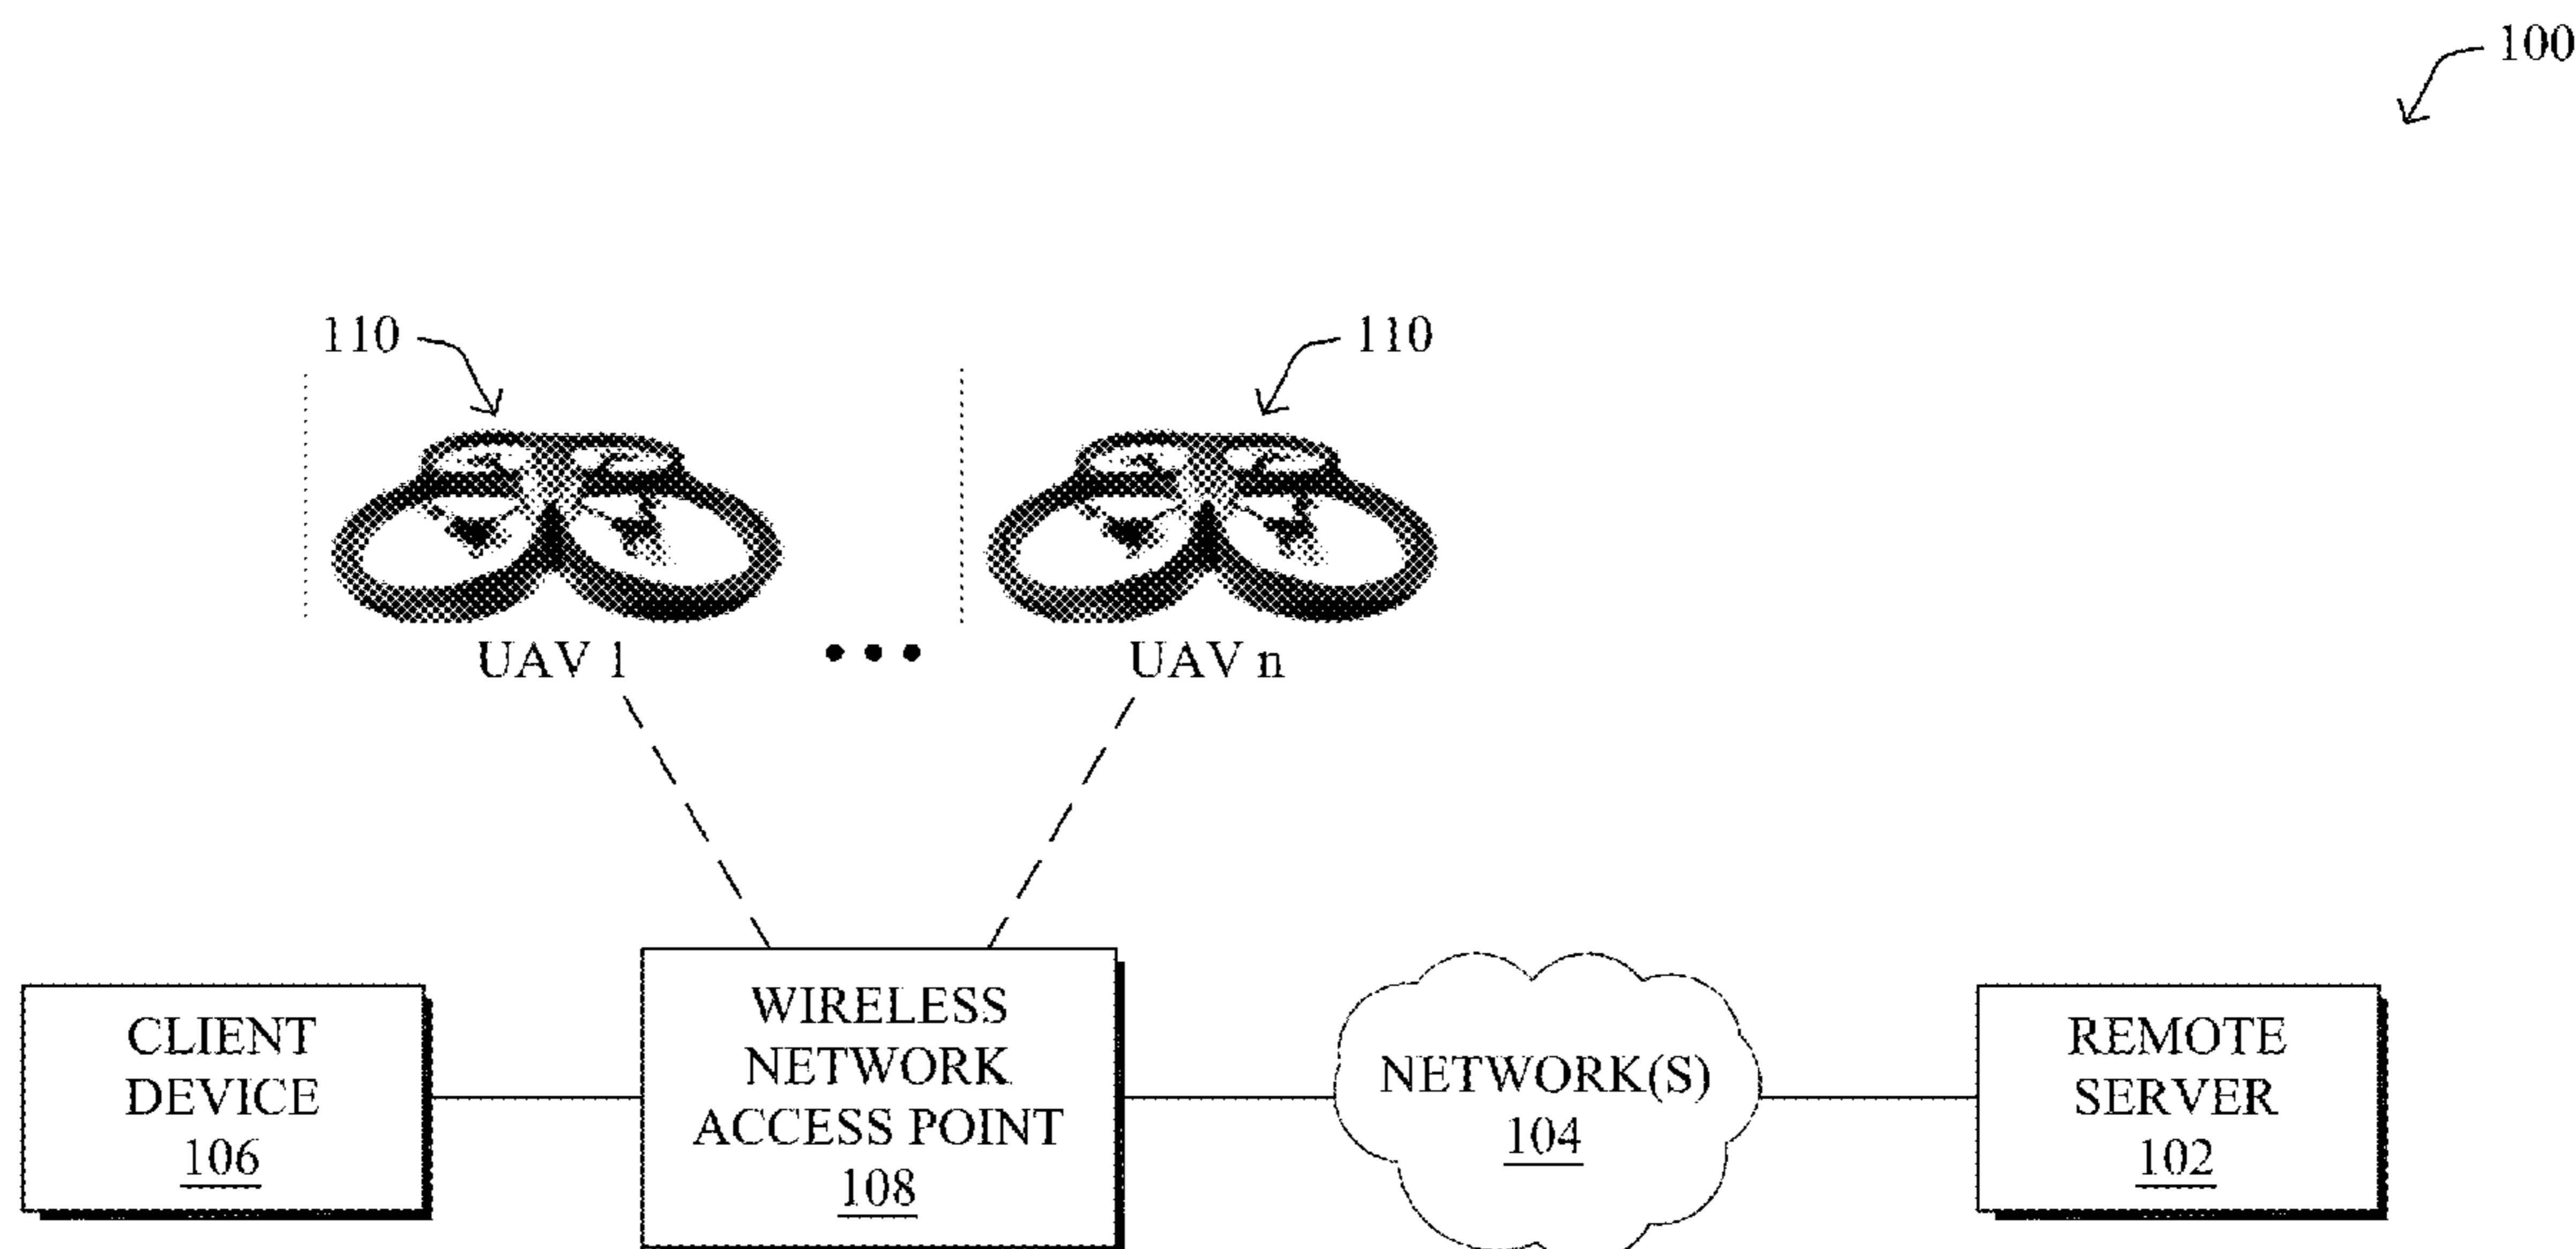 100
110
110
UAV 1
UAV n
CLIENT
DEVICE
106
WIRELESS
NETWORK
ACCESS POINT
108
NETWORK(S)
104
REMOTE
SERVER
102